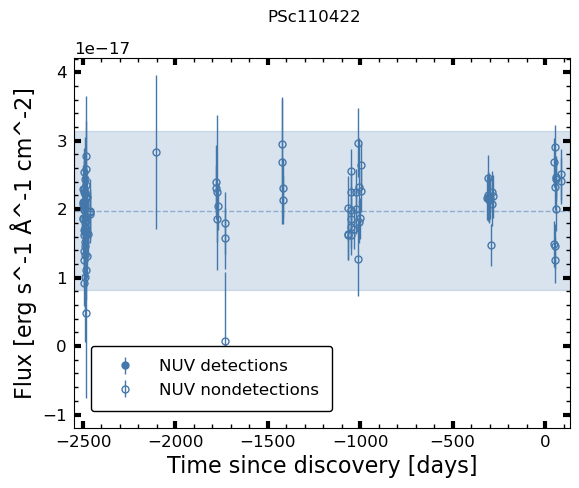 PSc110422
1e−17
Flux [erg s^-1 Å^-1 cm^-2]
4
3
2
1
0
−1
NUV detections
NUV nondetections
−2500 −2000 −1500 −1000 −500 0
Time since discovery [days]